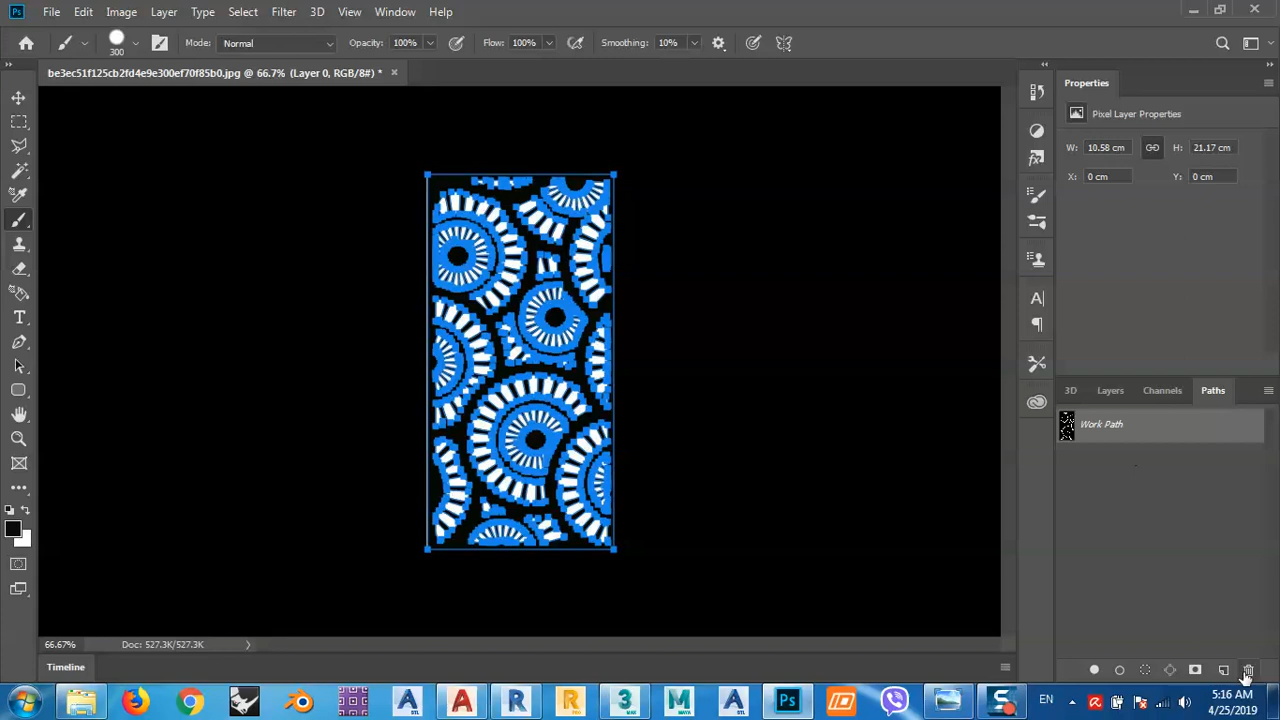 Ps File Edit Image Layer Type Select Filter 3D View Window Help
300 Mode: Normal Opacity: 100% Flow: 100% Smoothing: 10%
be3ec51f125cb2fd4e9e300ef70f85b0.jpg @ 66.7% (Layer 0, RGB/8#) *
Properties
Pixel Layer Properties
W: 10.58 cm H: 21.17 cm
X: 0 cm Y: 0 cm
3D Layers Channels Paths
Work Path
66.67% Doc: 527.3K/527.3K
Timeline
EN 5:16 AM
4/25/2019